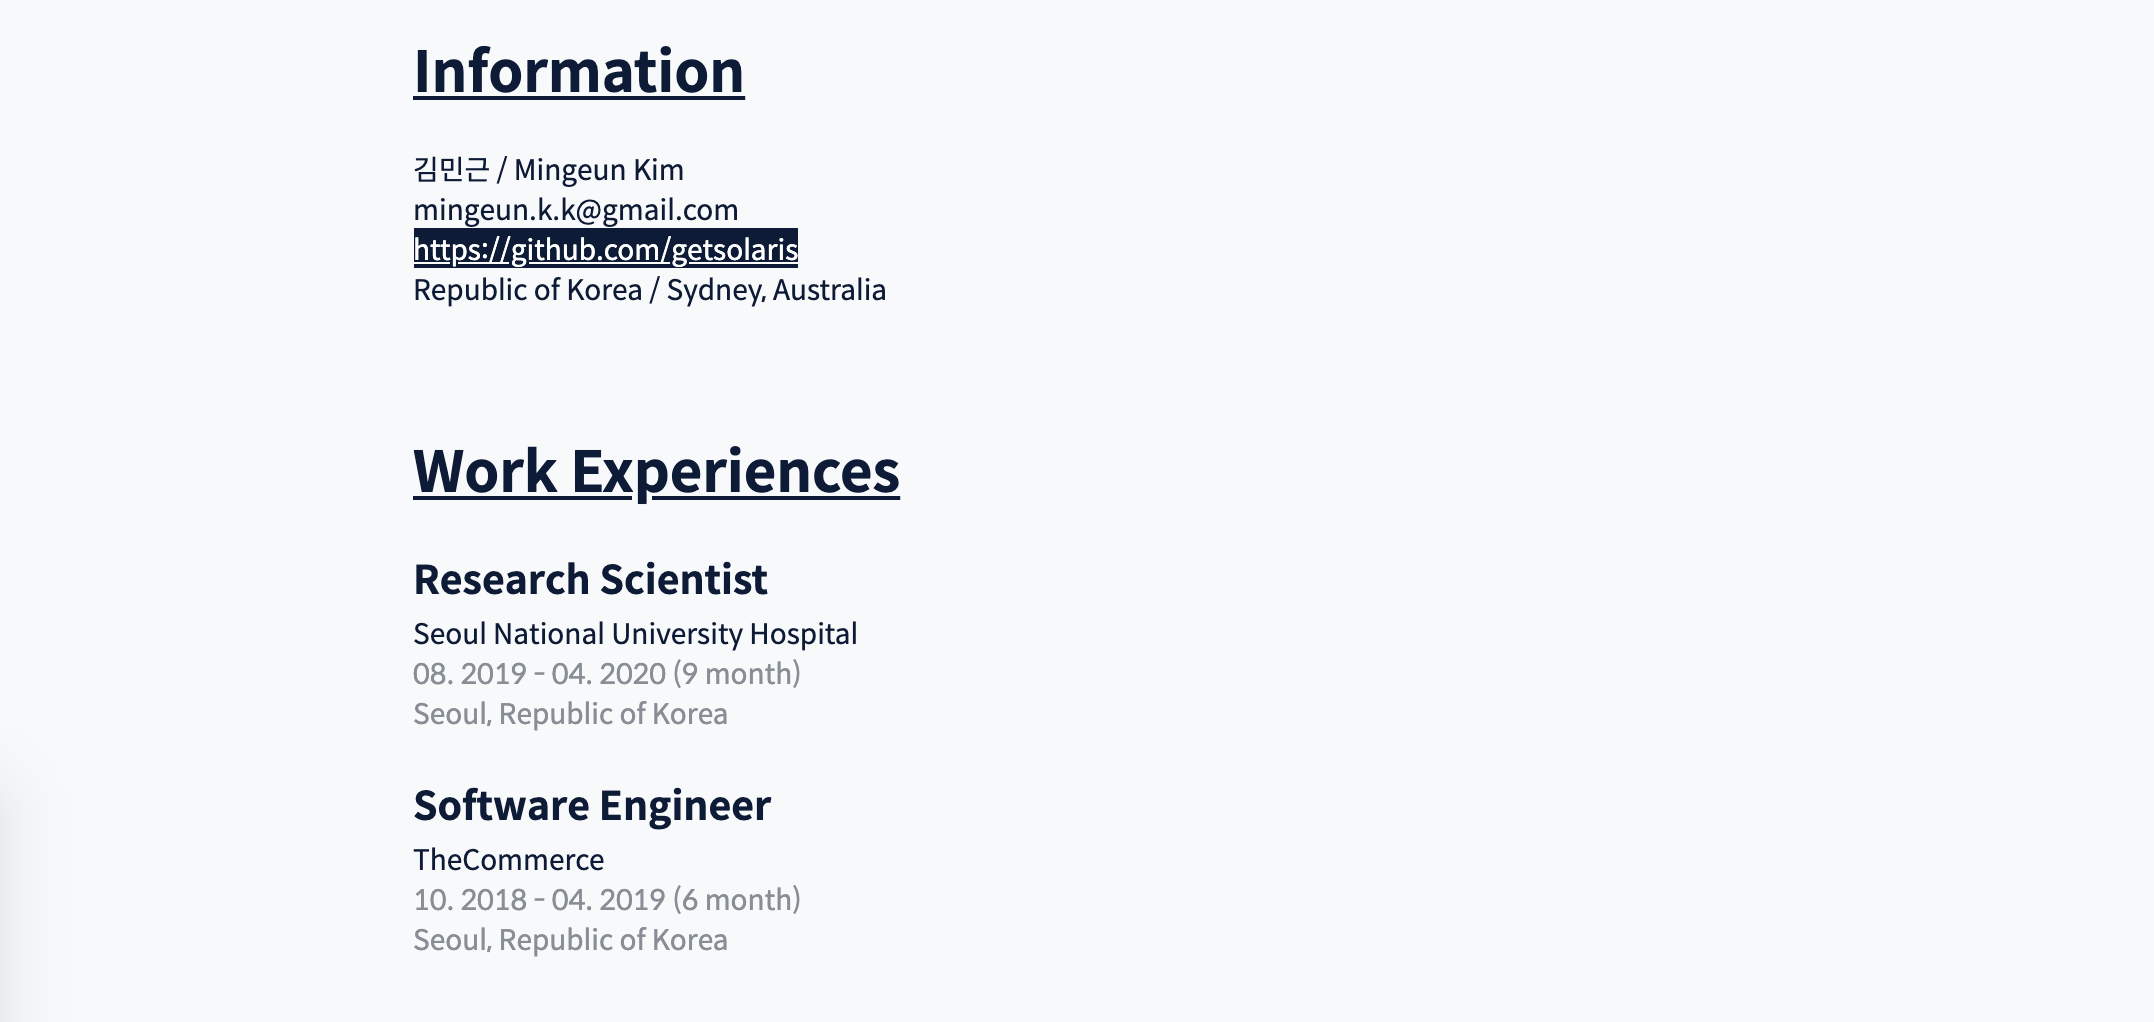 Information
김민근 / Mingeun Kim
mingeun.k.k@gmail.com
https://github.com/getsolaris
Republic of Korea / Sydney, Australia
Work Experiences
Research Scientist
Seoul National University Hospital
08. 2019 - 04. 2020 (9 month)
Seoul, Republic of Korea
Software Engineer
TheCommerce
10. 2018 - 04. 2019 (6 month)
Seoul, Republic of Korea